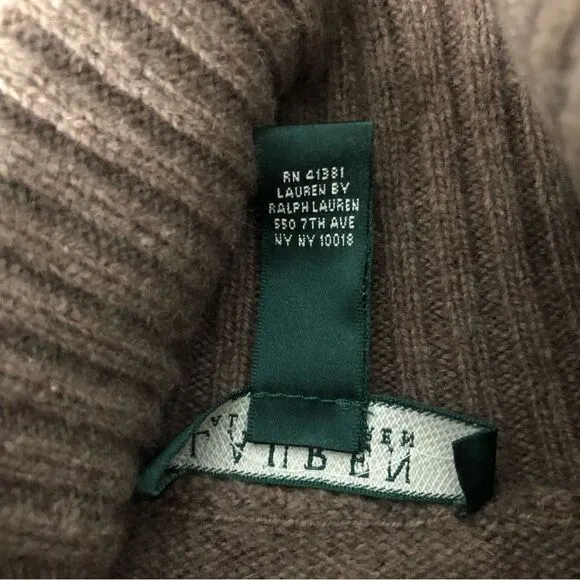 RN 41381
LAUREN BY
RALPH LAUREN
550 7TH AVE
NY NY 10018
LAUREN